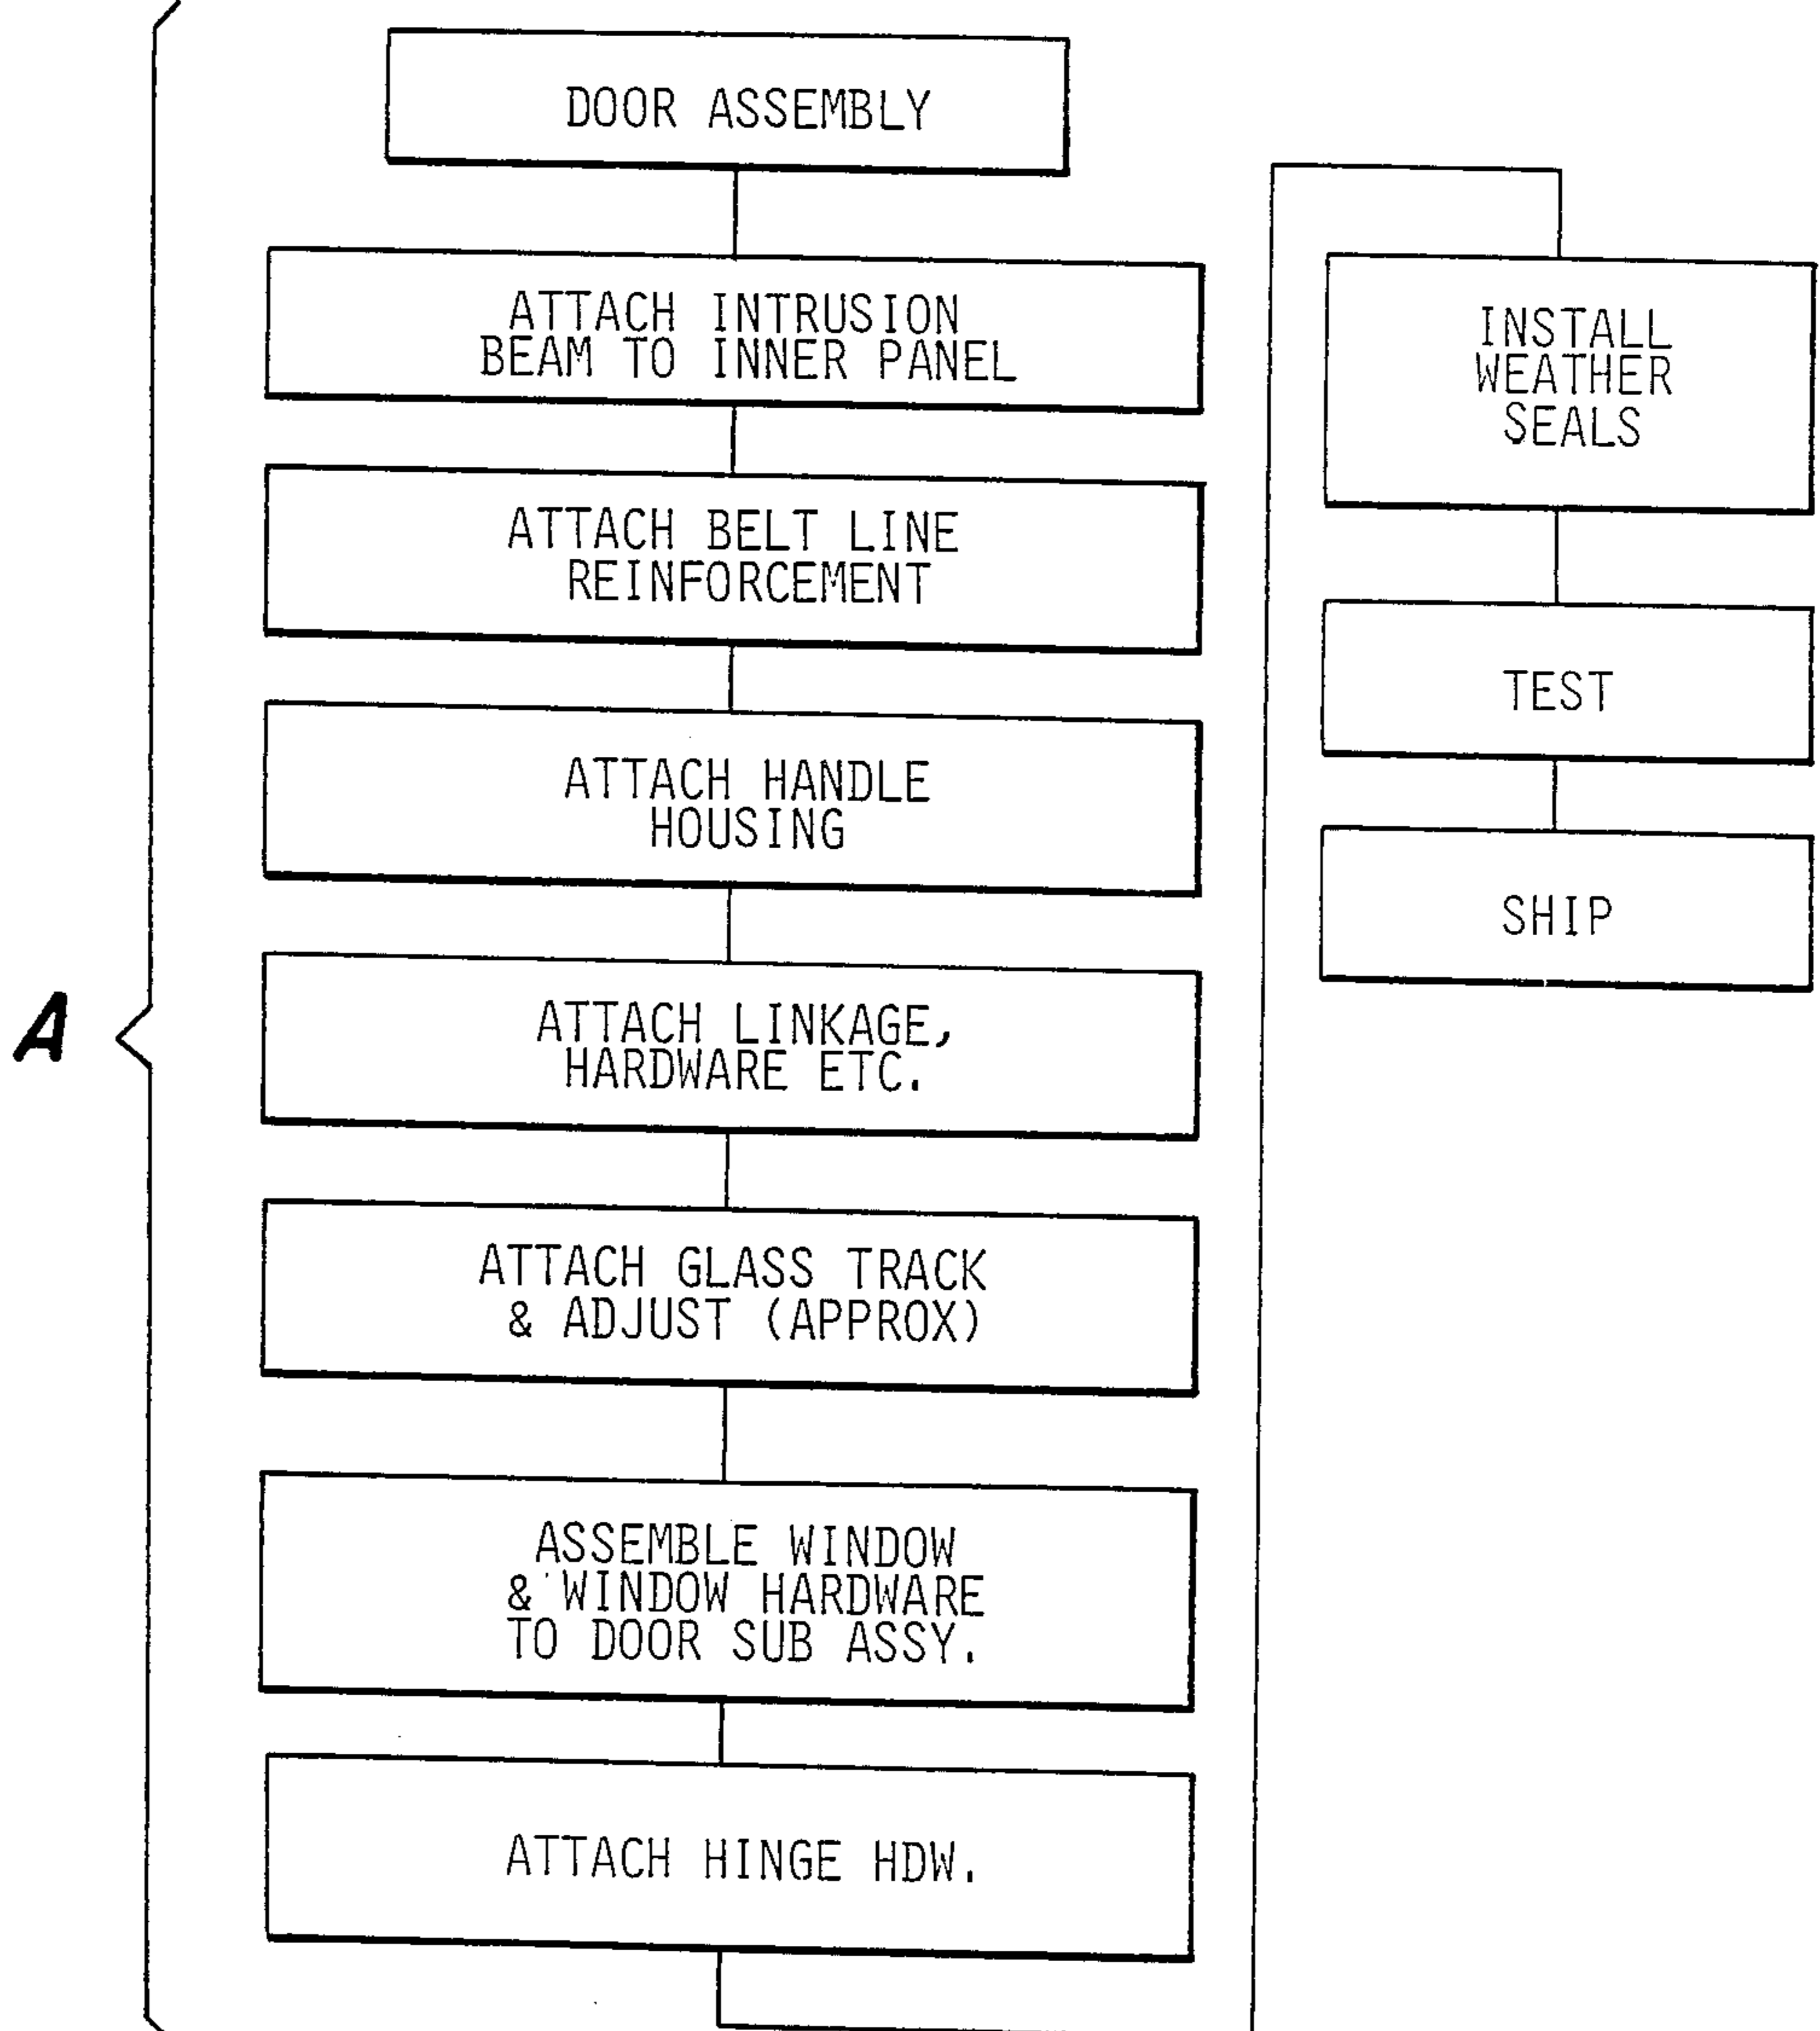 DOOR ASSEMBLY
ATTACH INTRUSION
BEAM TO INNER PANEL
ATTACH BELT LINE
REINFORCEMENT
ATTACH HANDLE
HOUSING
A
ATTACH LINKAGE,
HARDWARE ETC.
ATTACH GLASS TRACK
& ADJUST (APPROX)
ASSEMBLE WINDOW
& WINDOW HARDWARE
TO DOOR SUB ASSY.
ATTACH HINGE HDW.
INSTALL
WEATHER
SEALS
TEST
SHIP